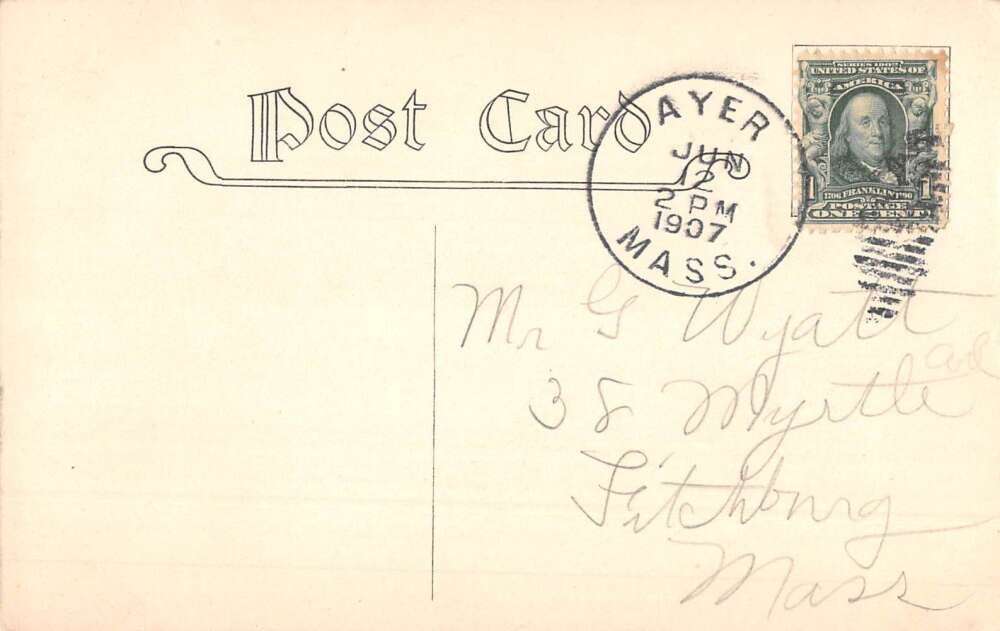 Post Card
AYER
JUN
12
2 PM
1907
MASS.
SERIES 1902
UNITED STATES OF
AMERICA
1706 FRANKLIN 1790
1 POSTAGE 1
ONE CENT
Mr G Wyatt
38 Myrtle ave
Fitchburg
Mass